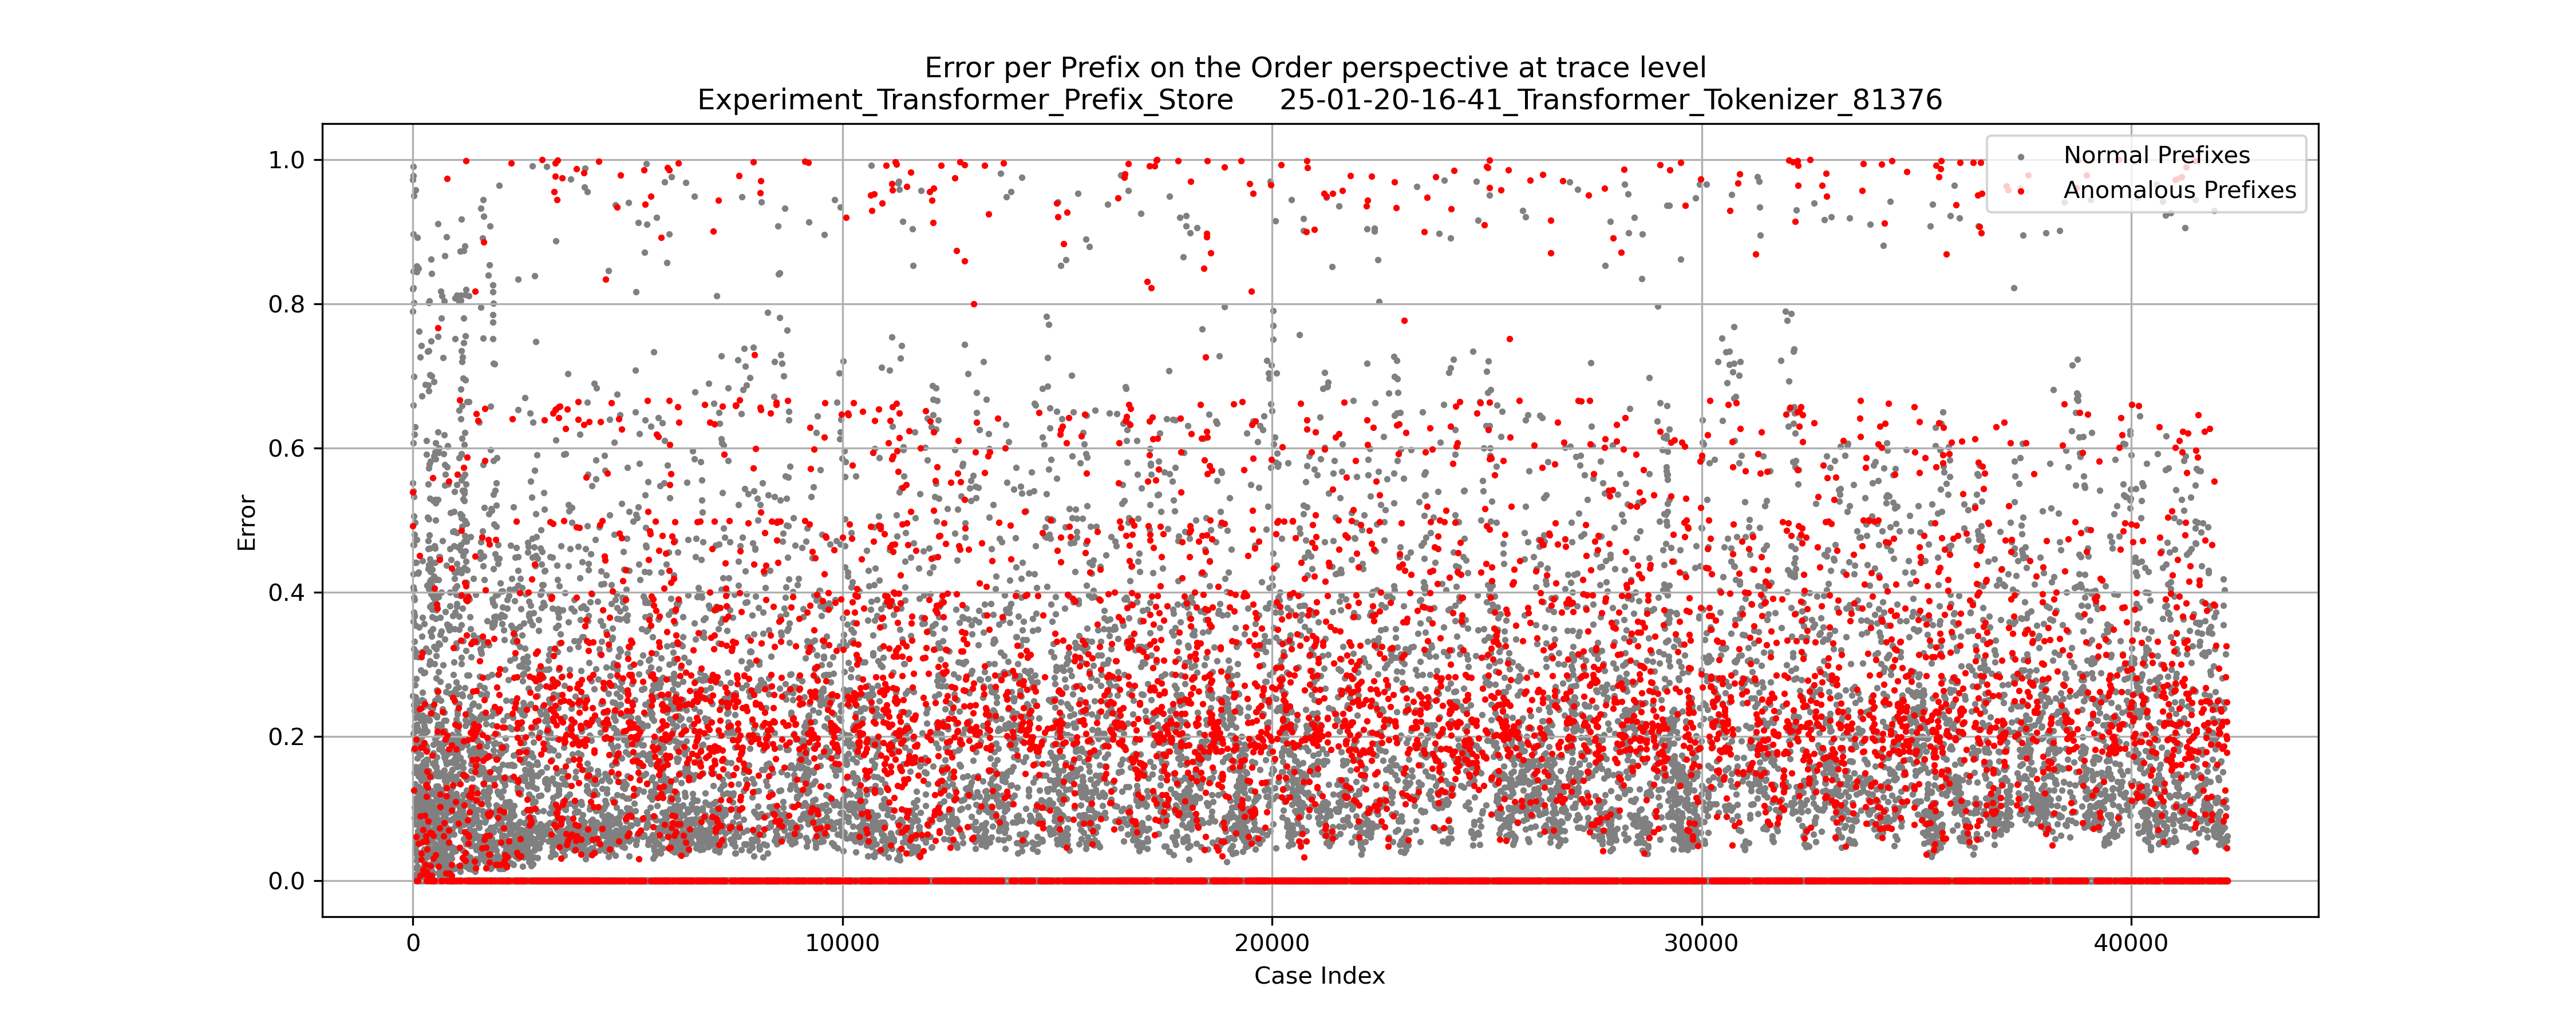 Error per Prefix on the Order perspective at trace level
Experiment_Transformer_Prefix_Store 25-01-20-16-41_Transformer_Tokenizer_81376
Normal Prefixes
Anomalous Prefixes
Error
1.0
0.8
0.6
0.4
0.2
0.0
0 10000 20000 30000 40000
Case Index